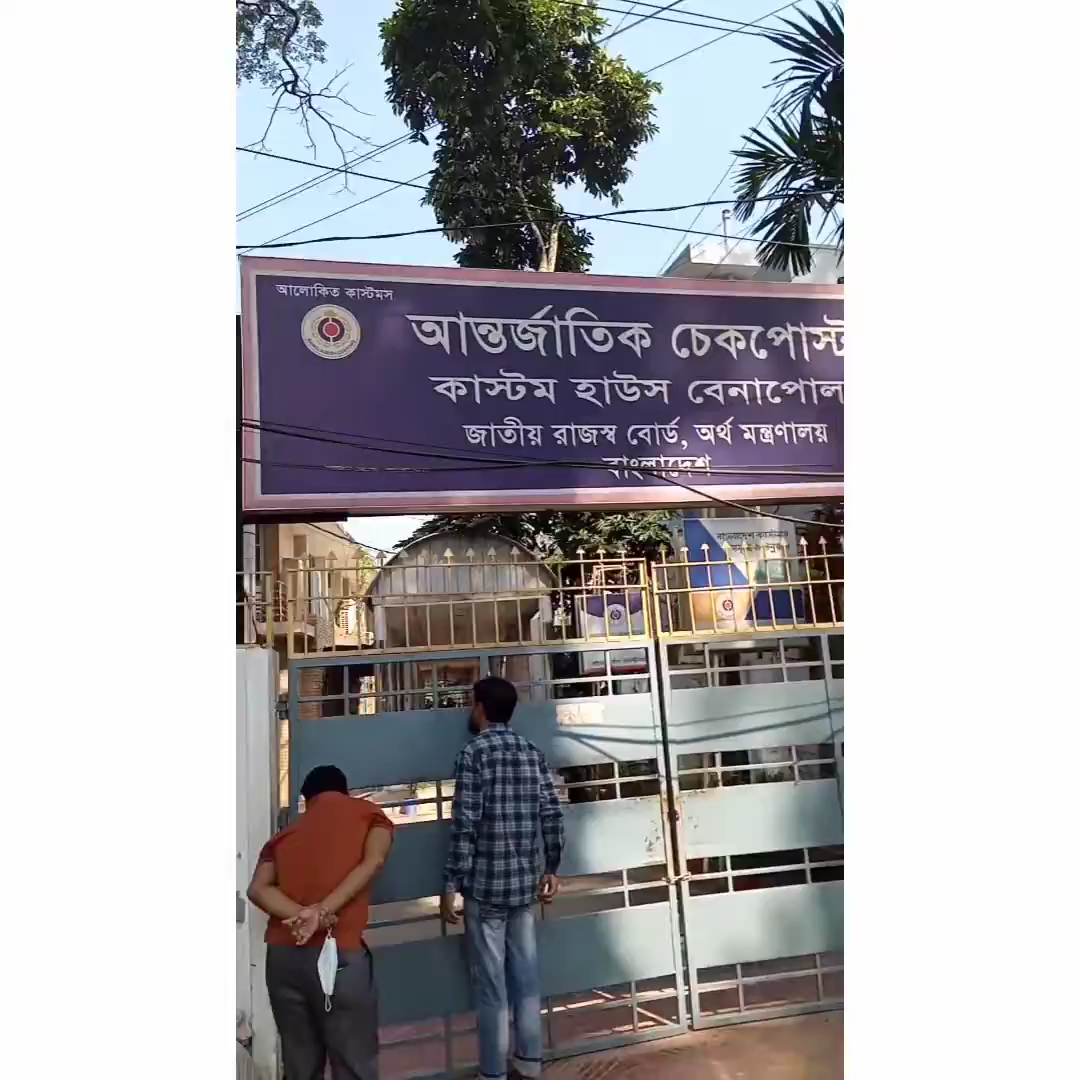 আলোকিত কাস্টমস
আন্তর্জাতিক চেকপোস্ট
কাস্টম হাউস বেনাপোল
জাতীয় রাজস্ব বোর্ড, অর্থ মন্ত্রণালয়
বাংলাদেশ